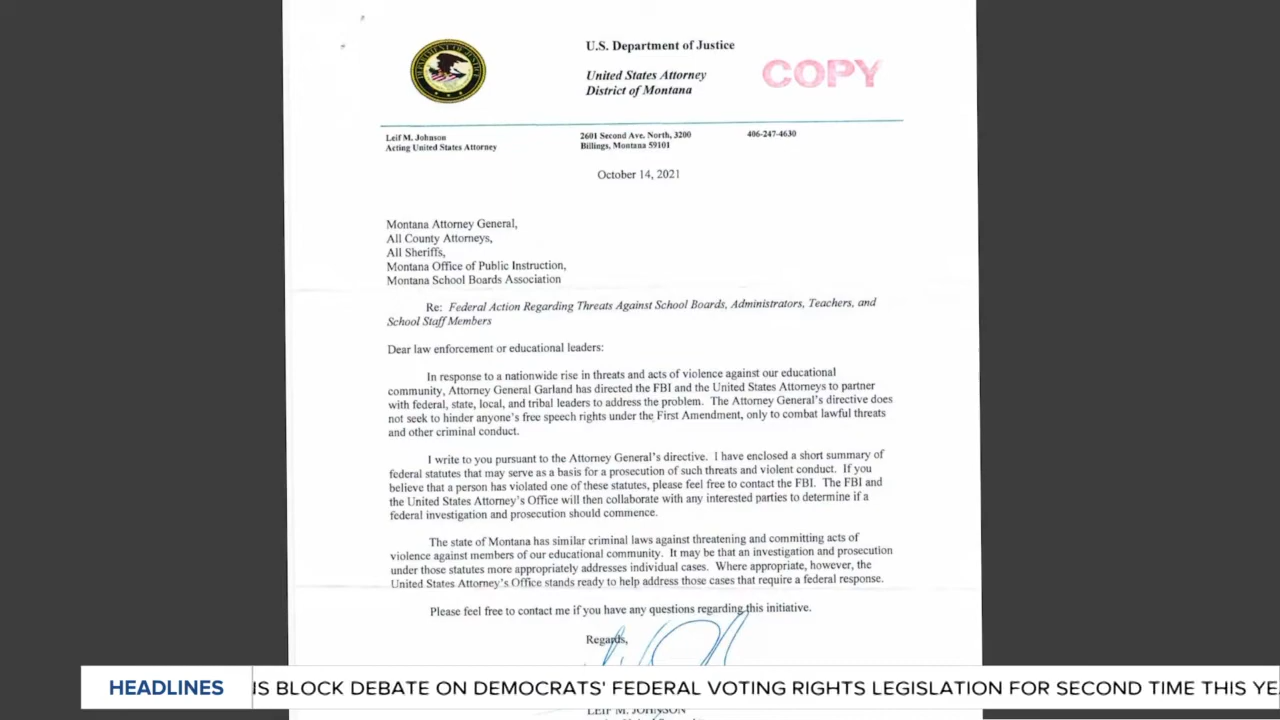 U.S. Department of Justice
United States Attorney
District of Montana
COPY
Leif M. Johnson
Acting United States Attorney
2601 Second Ave. North, 3200
Billings, Montana 59101
406-247-4630
October 14, 2021
Montana Attorney General,
All County Attorneys,
All Sheriffs,
Montana Office of Public Instruction,
Montana School Boards Association
Re: Federal Action Regarding Threats Against School Boards, Administrators, Teachers, and
School Staff Members
Dear law enforcement or educational leaders:
In response to a nationwide rise in threats and acts of violence against our educational
community, Attorney General Garland has directed the FBI and the United States Attorneys to partner
with federal, state, local, and tribal leaders to address the problem. The Attorney General's directive does
not seek to hinder anyone's free speech rights under the First Amendment, only to combat lawful threats
and other criminal conduct.
I write to you pursuant to the Attorney General's directive. I have enclosed a short summary of
federal statutes that may serve as a basis for a prosecution of such threats and violent conduct. If you
believe that a person has violated one of these statutes, please feel free to contact the FBI. The FBI and
the United States Attorney's Office will then collaborate with any interested parties to determine if a
federal investigation and prosecution should commence.
The state of Montana has similar criminal laws against threatening and committing acts of
violence against members of our educational community. It may be that an investigation and prosecution
under those statutes more appropriately addresses individual cases. Where appropriate, however, the
United States Attorney's Office stands ready to help address those cases that require a federal response.
Please feel free to contact me if you have any questions regarding this initiative.
Regards,
HEADLINES
NS BLOCK DEBATE ON DEMOCRATS' FEDERAL VOTING RIGHTS LEGISLATION FOR SECOND TIME THIS YE
LEIF M. JOHNSON